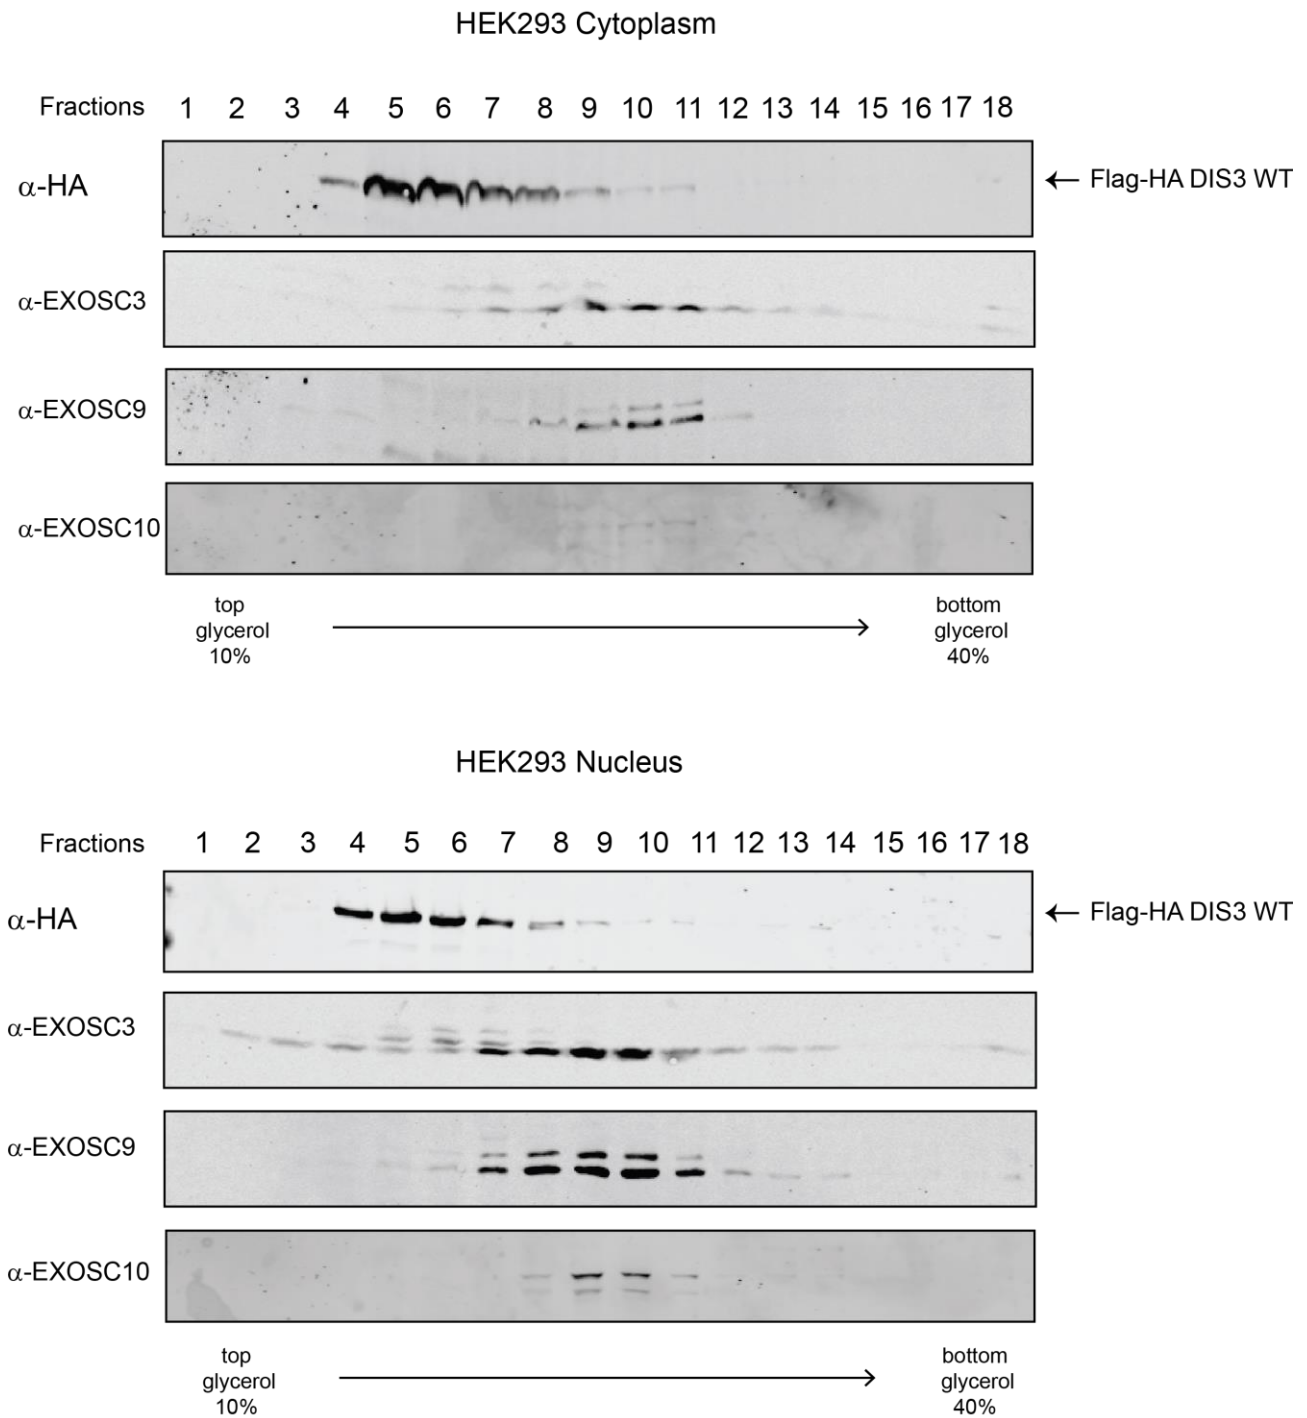 HEK293 Cytoplasm
Fractions 1 2 3 4 5 6 7 8 9 10 11 12 13 14 15 16 17 18
α-HA
← Flag-HA DIS3 WT
α-EXOSC3
α-EXOSC9
α-EXOSC10
top
glycerol
10%
bottom
glycerol
40%
HEK293 Nucleus
Fractions 1 2 3 4 5 6 7 8 9 10 11 12 13 14 15 16 17 18
α-HA
← Flag-HA DIS3 WT
α-EXOSC3
α-EXOSC9
α-EXOSC10
top
glycerol
10%
bottom
glycerol
40%